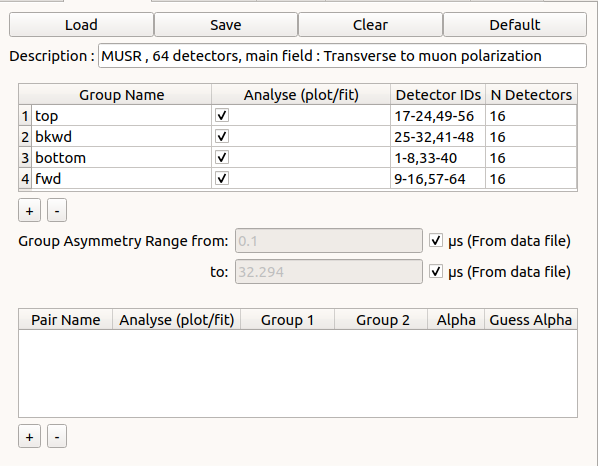 Load Save Clear Default
Description : MUSR , 64 detectors, main field : Transverse to muon polarization
Group Name Analyse (plot/fit) Detector IDs N Detectors
1 top 17-24,49-56 16
2 bkwd 25-32,41-48 16
3 bottom 1-8,33-40 16
4 fwd 9-16,57-64 16
+ -
Group Asymmetry Range from: 0.1 µs (From data file)
to: 32.294 µs (From data file)
Pair Name Analyse (plot/fit) Group 1 Group 2 Alpha Guess Alpha
+ -